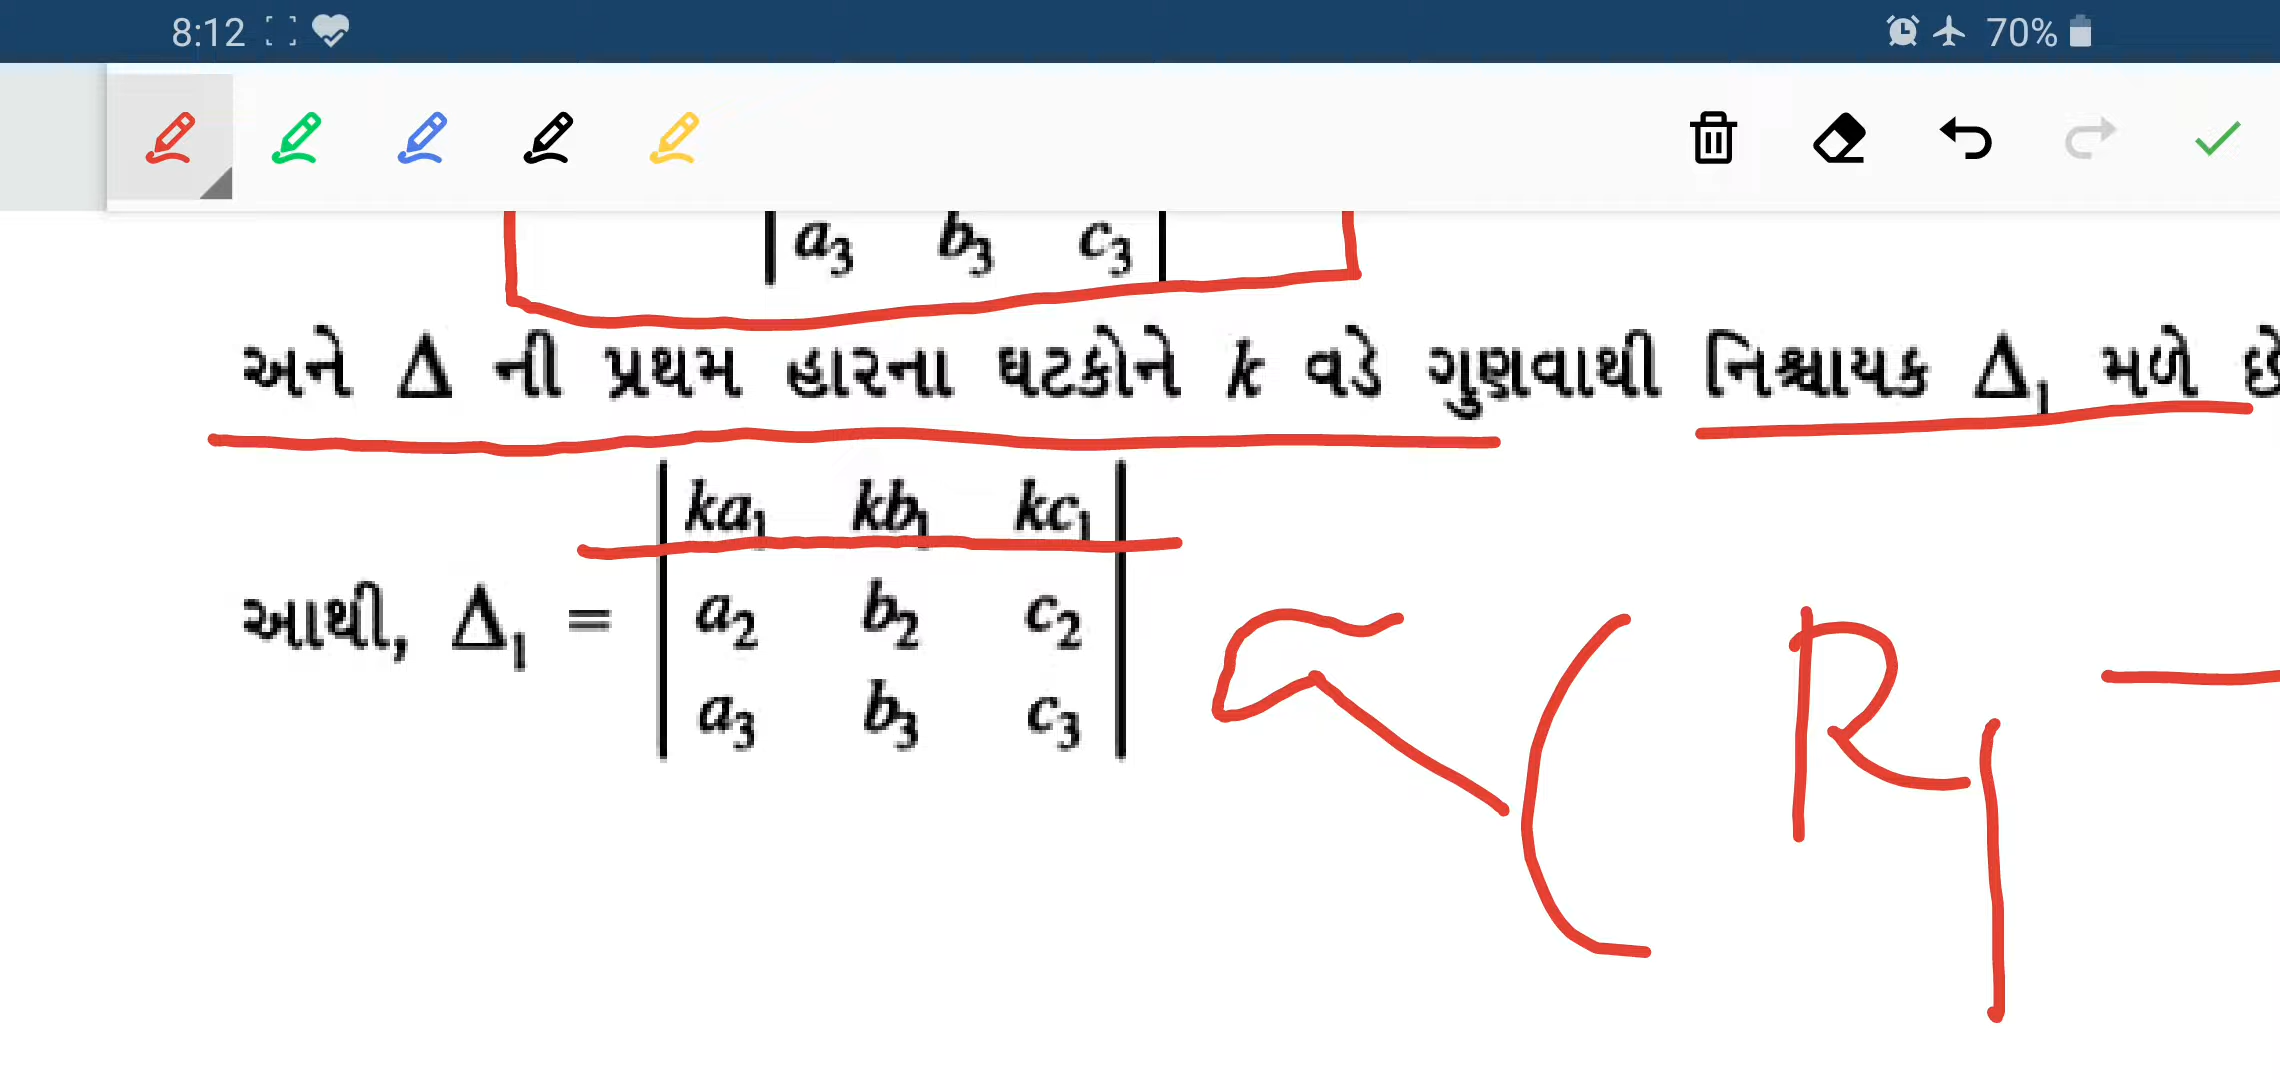 8:12 70%
a₃ b₃ c₃
અને Δ ની પ્રથમ હારના ઘટકોને k વડે ગુણવાથી નિશ્ચાયક Δ₁ મળે છે
ka₁ kb₁ kc₁
આથી, Δ₁ = a₂ b₂ c₂
a₃ b₃ c₃
( R₁ —